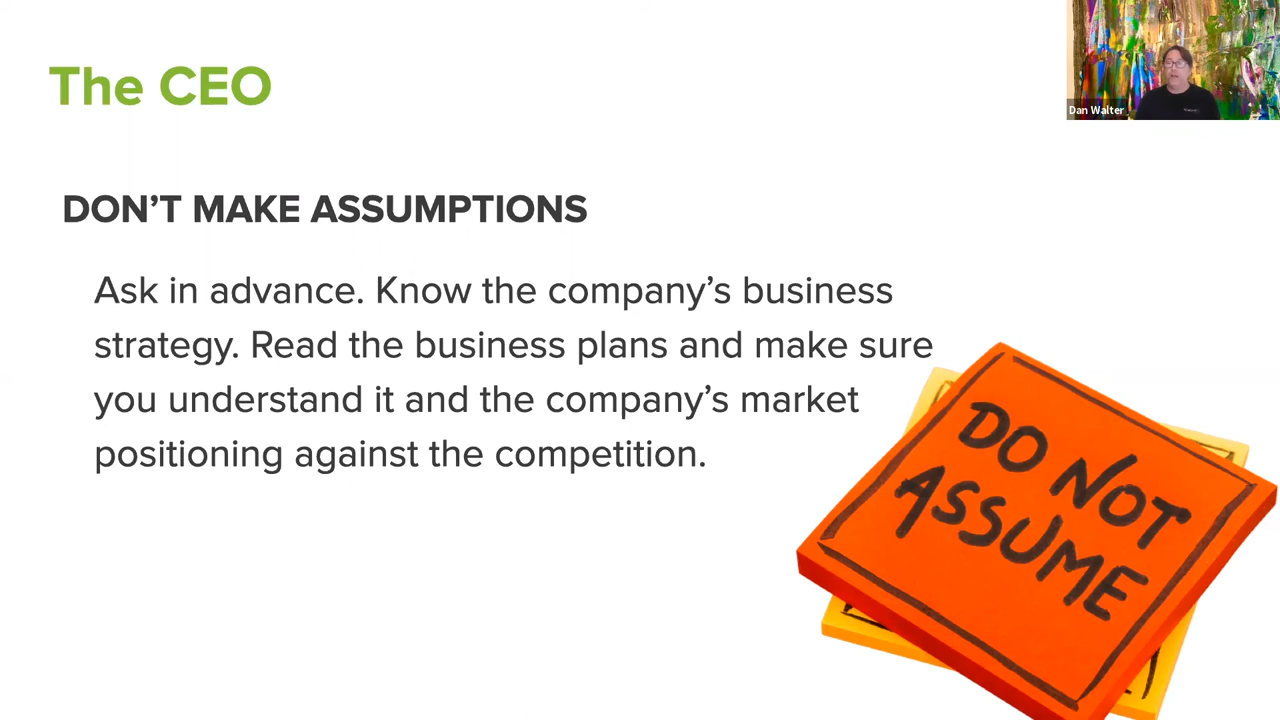 The CEO
Dan Walter
DON'T MAKE ASSUMPTIONS
Ask in advance. Know the company's business
strategy. Read the business plans and make sure
you understand it and the company's market
positioning against the competition.
DO NOT
ASSUME